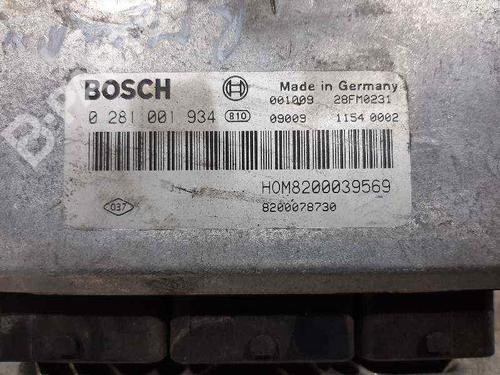 BOSCH
Made in Germany
001009 28FM0231
0 281 001 934 810
09009 1154 0002
HOM8200039569
037
8200078730